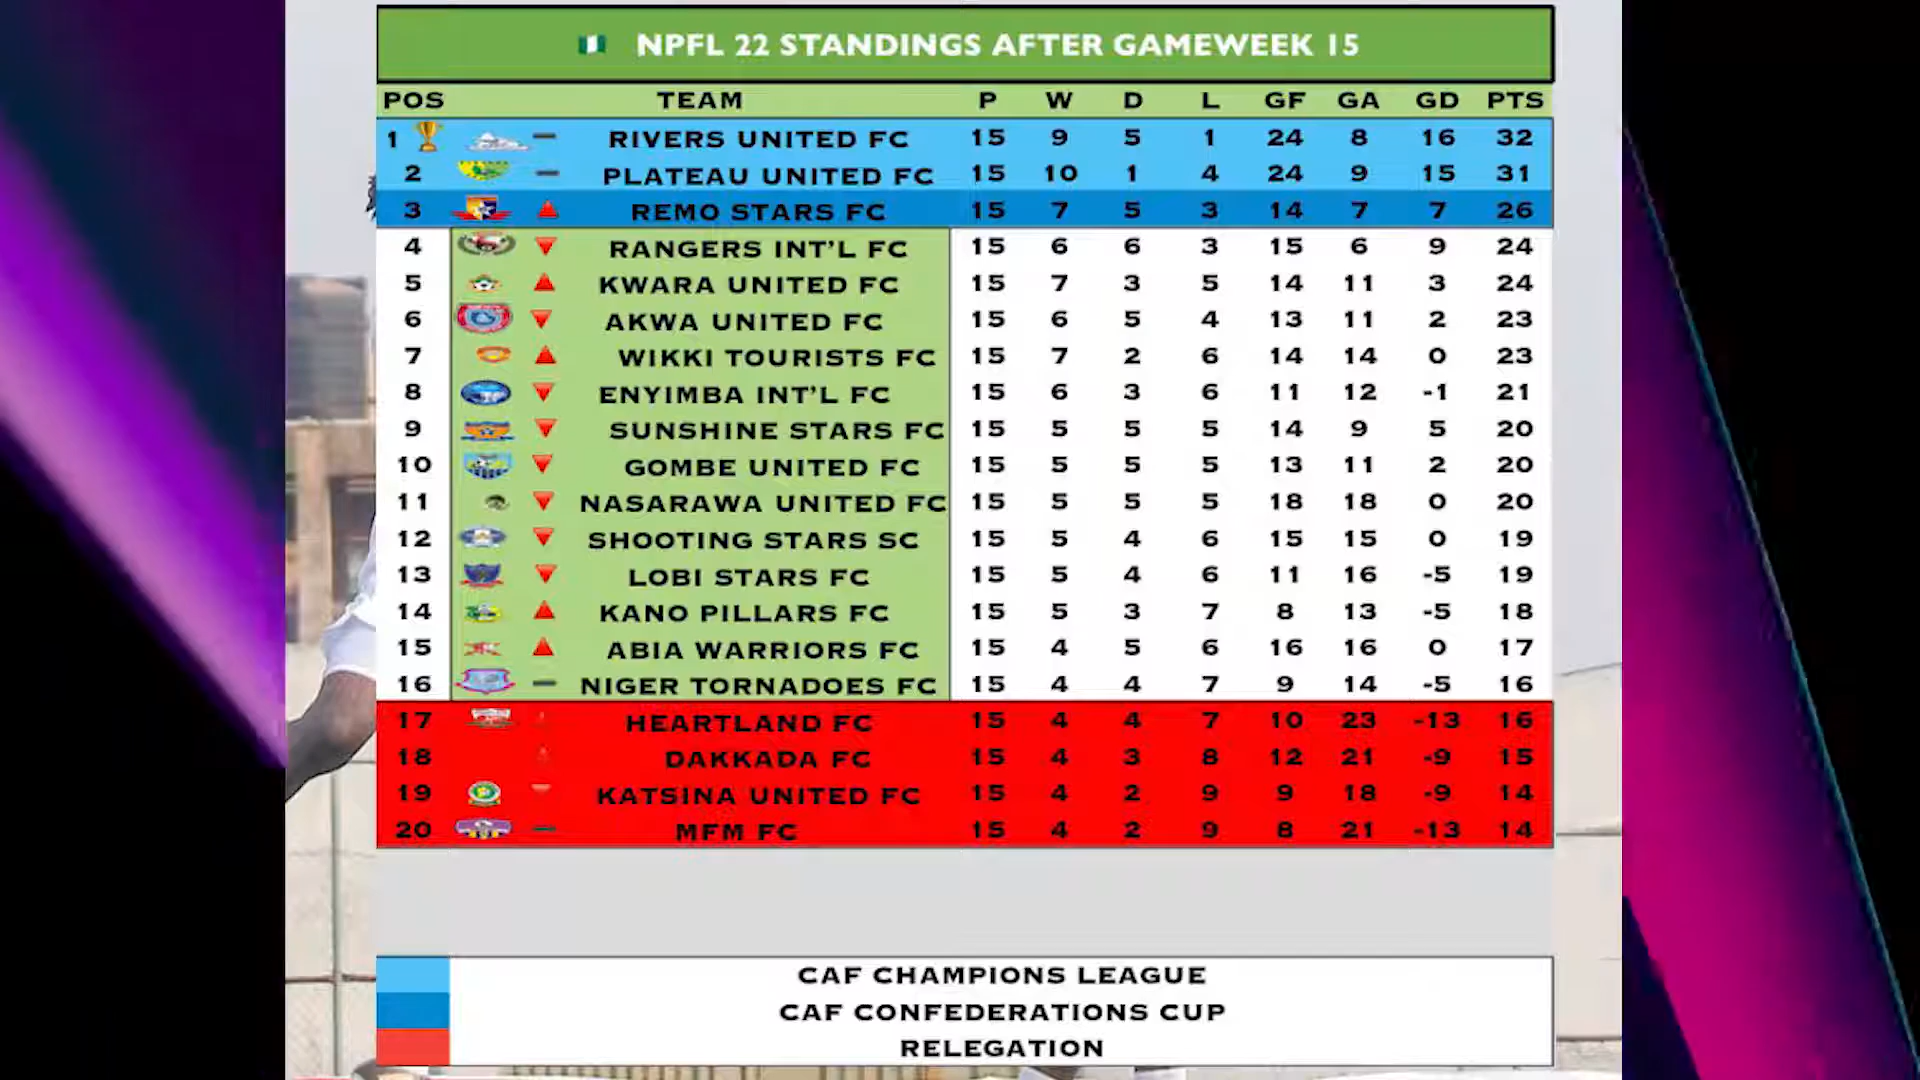 NPFL 22 STANDINGS AFTER GAMEWEEK 15
POS TEAM P W D L GF GA GD PTS
1 RIVERS UNITED FC 15 9 5 1 24 8 16 32
2 PLATEAU UNITED FC 15 10 1 4 24 9 15 31
3 REMO STARS FC 15 7 5 3 14 7 7 26
4 RANGERS INT'L FC 15 6 6 3 15 6 9 24
5 KWARA UNITED FC 15 7 3 5 14 11 3 24
6 AKWA UNITED FC 15 6 5 4 13 11 2 23
7 WIKKI TOURISTS FC 15 7 2 6 14 14 0 23
8 ENYIMBA INT'L FC 15 6 3 6 11 12 -1 21
9 SUNSHINE STARS FC 15 5 5 5 14 9 5 20
10 GOMBE UNITED FC 15 5 5 5 13 11 2 20
11 NASARAWA UNITED FC 15 5 5 5 18 18 0 20
12 SHOOTING STARS SC 15 5 4 6 15 15 0 19
13 LOBI STARS FC 15 5 4 6 11 16 -5 19
14 KANO PILLARS FC 15 5 3 7 8 13 -5 18
15 ABIA WARRIORS FC 15 4 5 6 16 16 0 17
16 NIGER TORNADOES FC 15 4 4 7 9 14 -5 16
17 HEARTLAND FC 15 4 4 7 10 23 -13 16
18 DAKKADA FC 15 4 3 8 12 21 -9 15
19 KATSINA UNITED FC 15 4 2 9 9 18 -9 14
20 MFM FC 15 4 2 9 8 21 -13 14
CAF CHAMPIONS LEAGUE
CAF CONFEDERATIONS CUP
RELEGATION